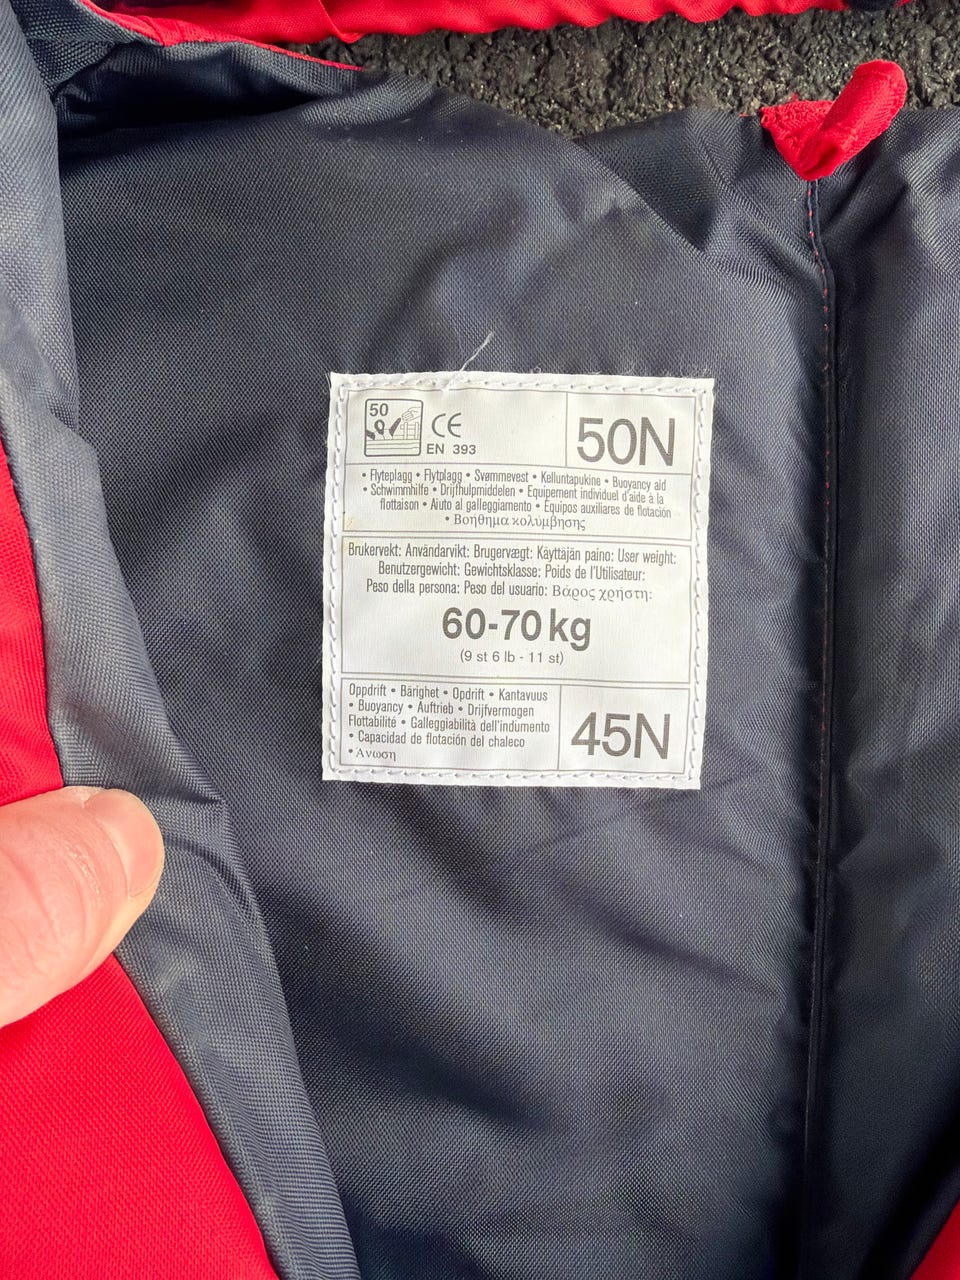 50
CE
EN 393
50N
• Flyteplagg • Flytplagg • Svømmevest • Kelluntapukine • Buoyancy aid
• Schwimmhilfe • Drijfhulpmiddelen • Equipement individuel d'aide à la
flottaison • Aiuto al galleggiamento • Equipos auxiliares de flotación
• Βοήθημα κολύμβησης
Brukervekt: Användarvikt: Brugervægt: Käyttäjän paino: User weight:
Benutzergewicht: Gewichtsklasse: Poids de l'Utilisateur:
Peso della persona: Peso del usuario: Βάρος χρήστη:
60-70 kg
(9 st 6 lb - 11 st)
Oppdrift • Bärighet • Opdrift • Kantavuus
• Buoyancy • Auftrieb • Drijfvermogen
Flottabilité • Galleggiabilità dell'indumento
• Capacidad de flotación del chaleco
• Ανωση
45N